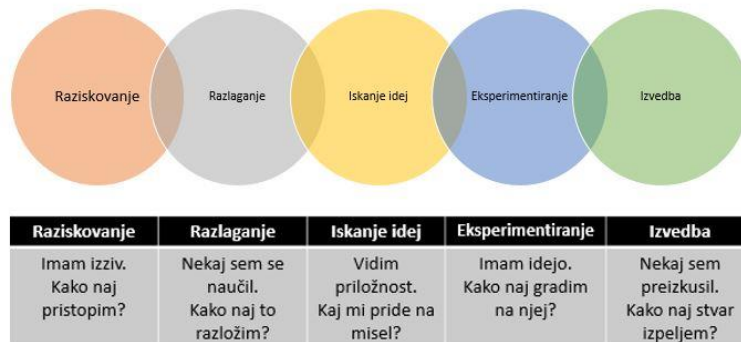 Raziskovanje
Razlaganje
Iskanje idej
Eksperimentiranje
Izvedba
Raziskovanje
Razlaganje
Iskanje idej
Eksperimentiranje
Izvedba
Imam izziv.
Kako naj
pristopim?
Nekaj sem se
naučil.
Kako naj to
razložim?
Vidim
priložnost.
Kaj mi pride na
misel?
Imam idejo.
Kako naj gradim
na njej?
Nekaj sem
preizkusil.
Kako naj stvar
izpeljem?